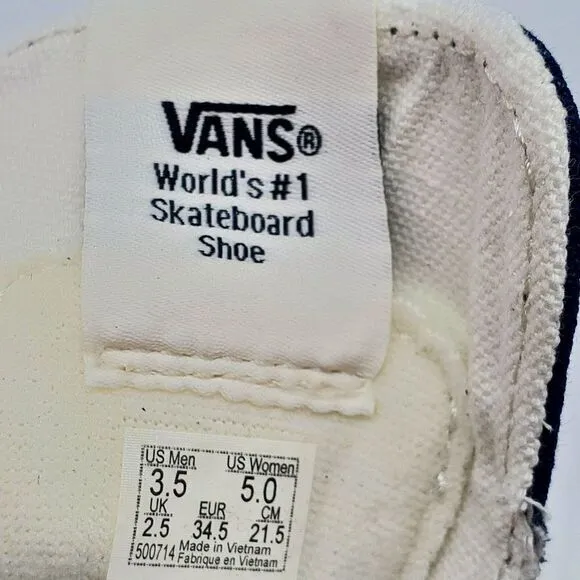 VANS®
World's #1
Skateboard
Shoe
US Men US Women
3.5 5.0
UK EUR CM
2.5 34.5 21.5
500714 Made in Vietnam
Fabrique en Vietnam